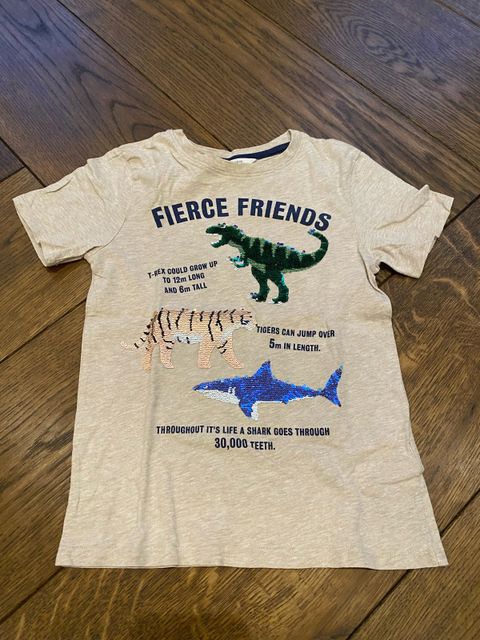 FIERCE FRIENDS
T-REX COULD GROW UP
TO 12m LONG
AND 6m TALL
TIGERS CAN JUMP OVER
5m IN LENGTH.
THROUGHOUT IT'S LIFE A SHARK GOES THROUGH
30,000 TEETH.